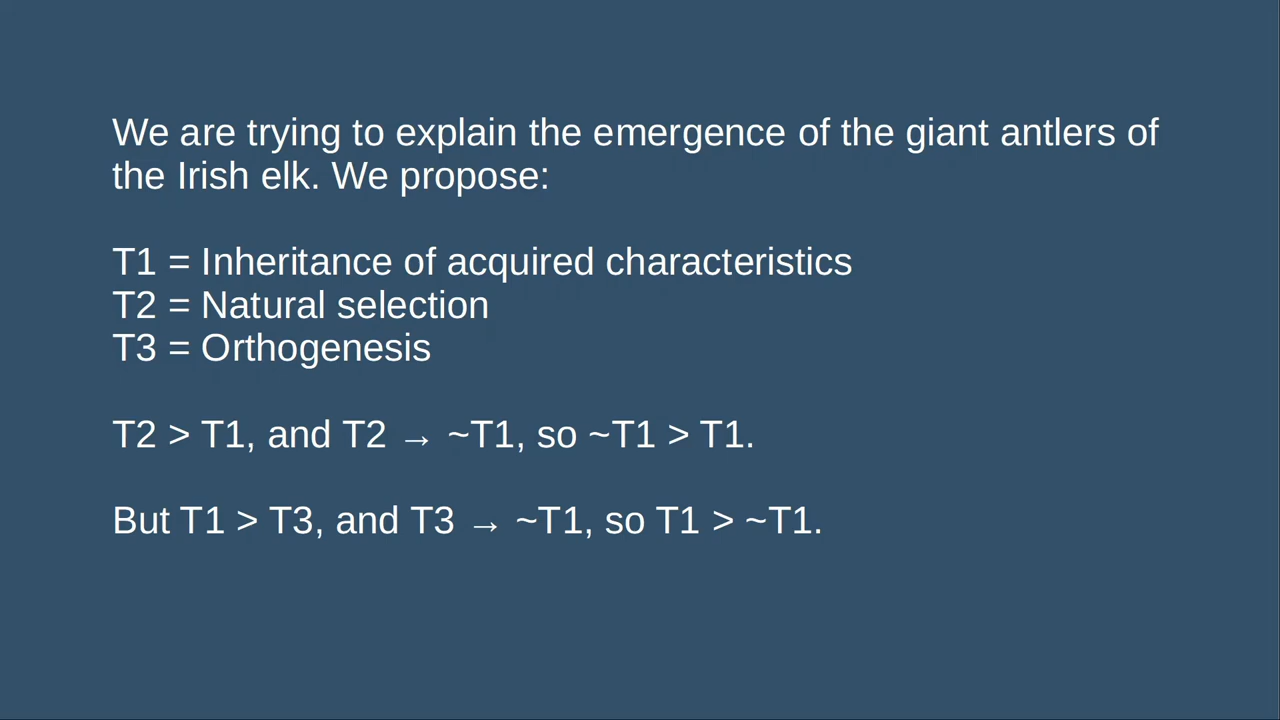 We are trying to explain the emergence of the giant antlers of
the Irish elk. We propose:
T1 = Inheritance of acquired characteristics
T2 = Natural selection
T3 = Orthogenesis
T2 > T1, and T2 → ~T1, so ~T1 > T1.
But T1 > T3, and T3 → ~T1, so T1 > ~T1.